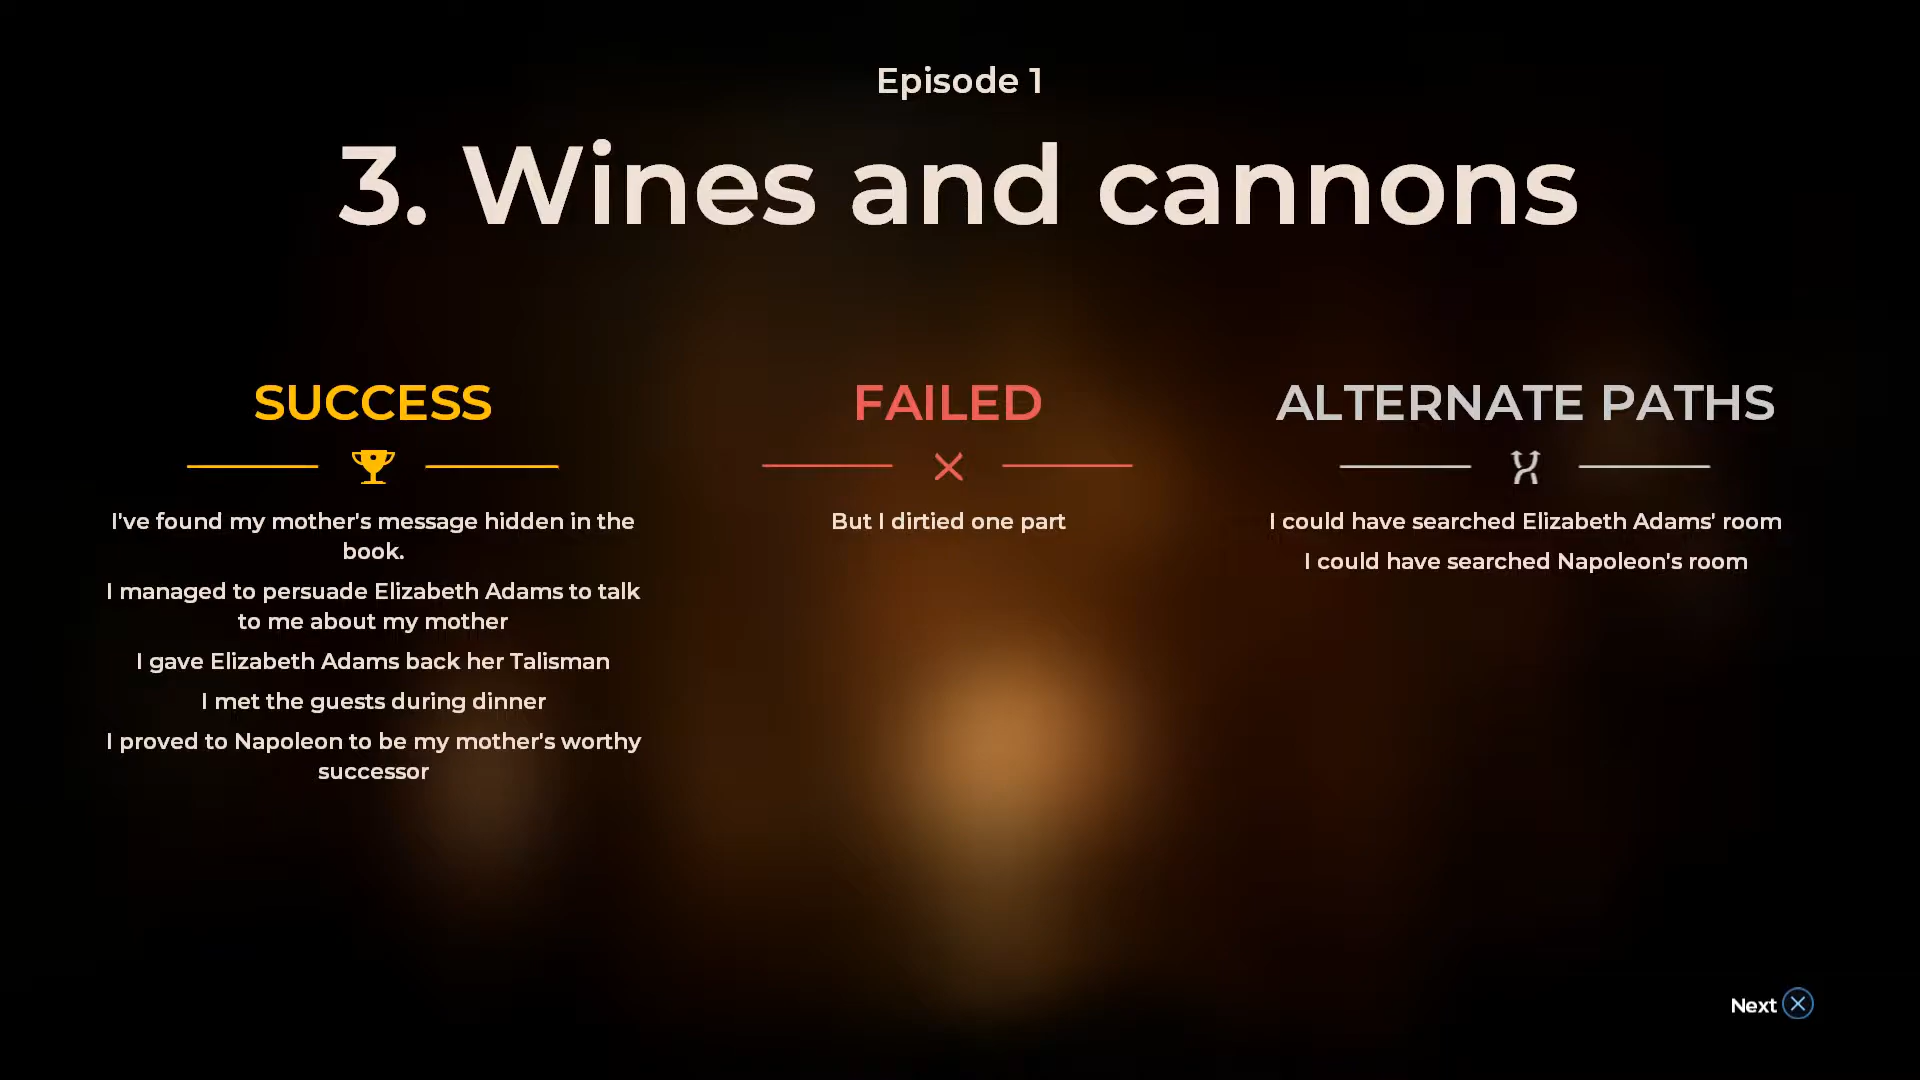 Episode 1
3. Wines and cannons
SUCCESS
I've found my mother's message hidden in the
book.
I managed to persuade Elizabeth Adams to talk
to me about my mother
I gave Elizabeth Adams back her Talisman
I met the guests during dinner
I proved to Napoleon to be my mother's worthy
successor
FAILED
But I dirtied one part
ALTERNATE PATHS
I could have searched Elizabeth Adams' room
I could have searched Napoleon's room
Next